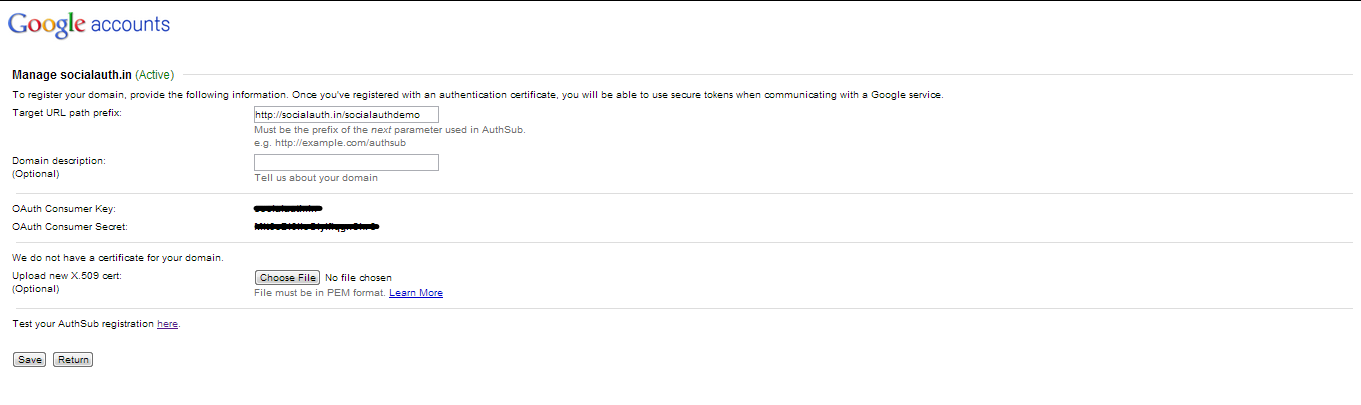 Google accounts
Manage socialauth.in (Active)
To register your domain, provide the following information. Once you've registered with an authentication certificate, you will be able to use secure tokens when communicating with a Google service.
Target URL path prefix: http://socialauth.in/socialauthdemo
Must be the prefix of the next parameter used in AuthSub.
e.g. http://example.com/authsub
Domain description:
(Optional)
Tell us about your domain
OAuth Consumer Key:
OAuth Consumer Secret:
We do not have a certificate for your domain.
Upload new X.509 cert: Choose File No file chosen
(Optional)
File must be in PEM format. Learn More
Test your AuthSub registration here.
Save Return